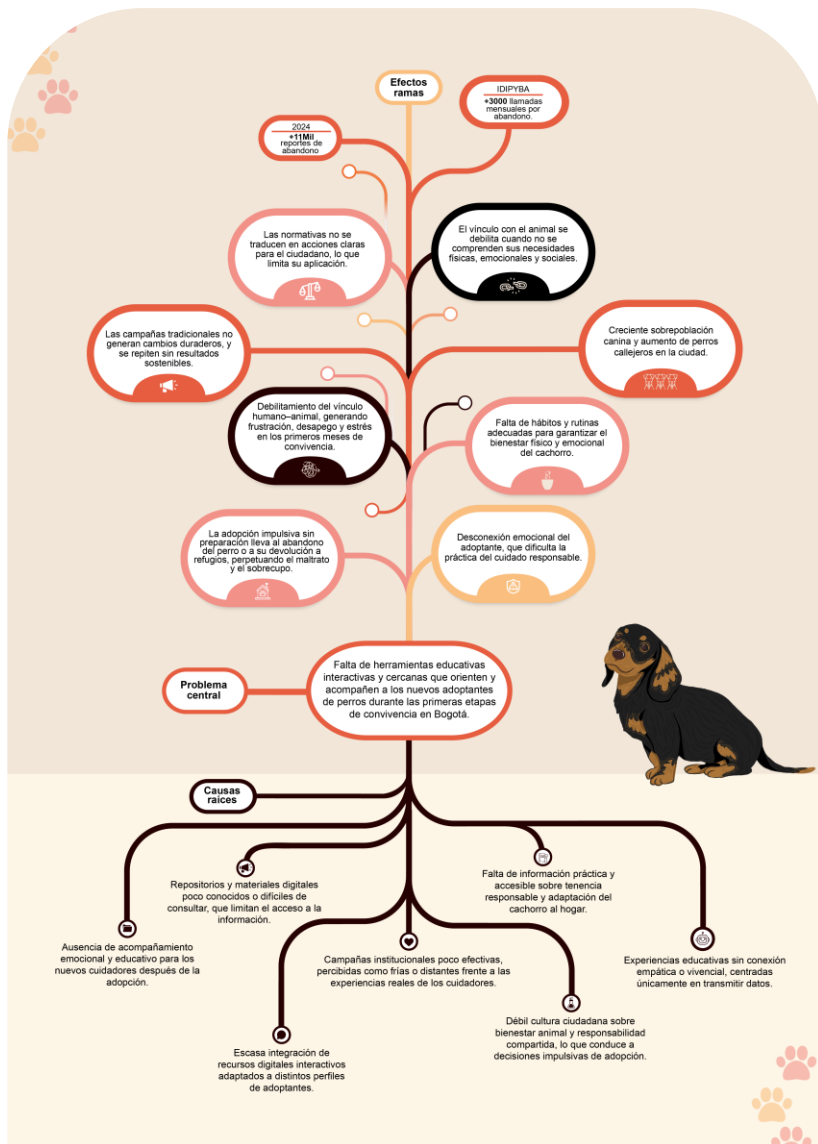 Efectos
ramas
IDIPYBA
+3000 llamadas
mensuales por
abandono.
2024
+11Mil
reportes de
abandono
Las normativas no se
traducen en acciones claras
para el ciudadano, lo que
limita su aplicación.
El vínculo con el animal se
debilita cuando no se
comprenden sus necesidades
físicas, emocionales y sociales.
Las campañas tradicionales no
generan cambios duraderos, y
se repiten sin resultados
sostenibles.
Creciente sobrepoblación
canina y aumento de perros
callejeros en la ciudad.
Debilitamiento del vínculo
humano–animal, generando
frustración, desapego y estrés
en los primeros meses de
convivencia.
Falta de hábitos y rutinas
adecuadas para garantizar el
bienestar físico y emocional
del cachorro.
La adopción impulsiva sin
preparación lleva al abandono
del perro o a su devolución a
refugios, perpetuando el maltrato
y el sobrecupo.
Desconexión emocional del
adoptante, que dificulta la
práctica del cuidado responsable.
Problema
central
Falta de herramientas educativas
interactivas y cercanas que orienten y
acompañen a los nuevos adoptantes
de perros durante las primeras etapas
de convivencia en Bogotá.
Causas
raíces
Repositorios y materiales digitales
poco conocidos o difíciles de
consultar, que limitan el acceso a la
información.
Falta de información práctica y
accesible sobre tenencia
responsable y adaptación del
cachorro al hogar.
Ausencia de acompañamiento
emocional y educativo para los
nuevos cuidadores después de la
adopción.
Campañas institucionales poco efectivas,
percibidas como frías o distantes frente a las
experiencias reales de los cuidadores.
Experiencias educativas sin conexión
empática o vivencial, centradas
únicamente en transmitir datos.
Escasa integración de
recursos digitales interactivos
adaptados a distintos perfiles
de adoptantes.
Débil cultura ciudadana sobre
bienestar animal y responsabilidad
compartida, lo que conduce a
decisiones impulsivas de adopción.